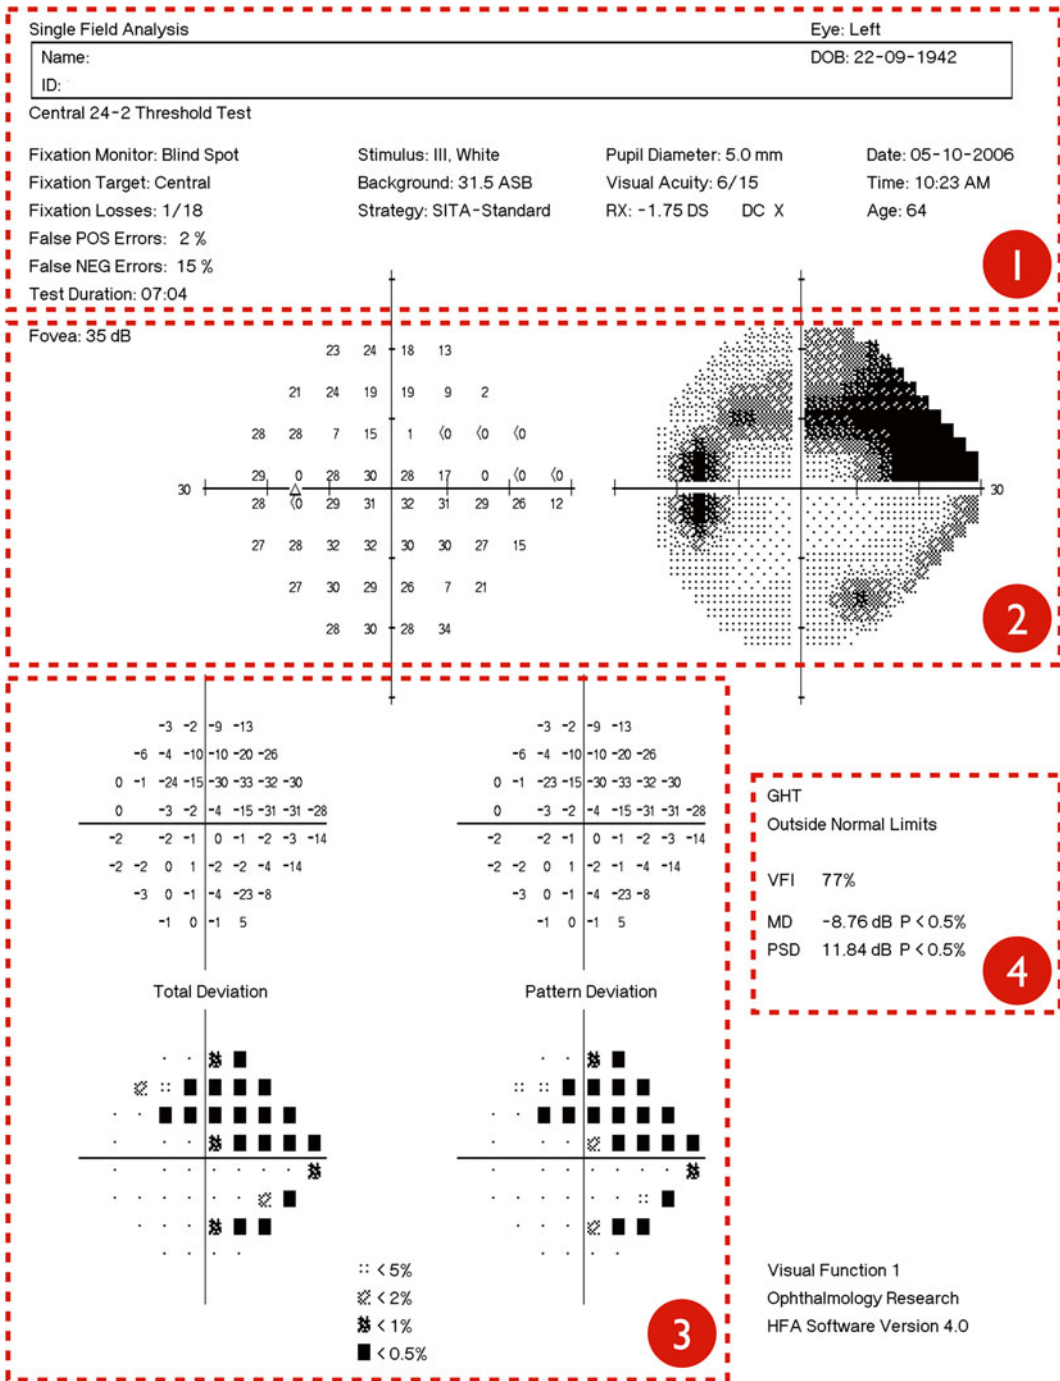 Single Field Analysis Eye: Left
Name: DOB: 22-09-1942
ID:
Central 24-2 Threshold Test
Fixation Monitor: Blind Spot Stimulus: III, White Pupil Diameter: 5.0 mm Date: 05-10-2006
Fixation Target: Central Background: 31.5 ASB Visual Acuity: 6/15 Time: 10:23 AM
Fixation Losses: 1/18 Strategy: SITA-Standard RX: -1.75 DS DC X Age: 64
False POS Errors: 2 %
False NEG Errors: 15 %
Test Duration: 07:04
1
Fovea: 35 dB
23 24 18 13
21 24 19 19 9 2
28 28 7 15 1 <0 <0 <0
29 0 28 30 28 17 0 <0 <0
30 30
28 <0 29 31 32 31 29 26 12
27 28 32 32 30 30 27 15
27 30 29 26 7 21
28 30 28 34
2
-3 -2 -9 -13 -3 -2 -9 -13
-6 -4 -10 -10 -20 -26 -6 -4 -10 -10 -20 -26
0 -1 -24 -15 -30 -33 -32 -30 0 -1 -23 -15 -30 -33 -32 -30
0 -3 -2 -4 -15 -31 -31 -28 0 -3 -2 -4 -15 -31 -31 -28
-2 -2 -1 0 -1 -2 -3 -14 -2 -2 -1 0 -1 -2 -3 -14
-2 -2 0 1 -2 -2 -4 -14 -2 -2 0 1 -2 -1 -4 -14
-3 0 -1 -4 -23 -8 -3 0 -1 -4 -23 -8
-1 0 -1 5 -1 0 -1 5
Total Deviation Pattern Deviation
< 5%
< 2%
< 1%
< 0.5%
3
GHT
Outside Normal Limits
VFI 77%
MD -8.76 dB P < 0.5%
PSD 11.84 dB P < 0.5%
4
Visual Function 1
Ophthalmology Research
HFA Software Version 4.0